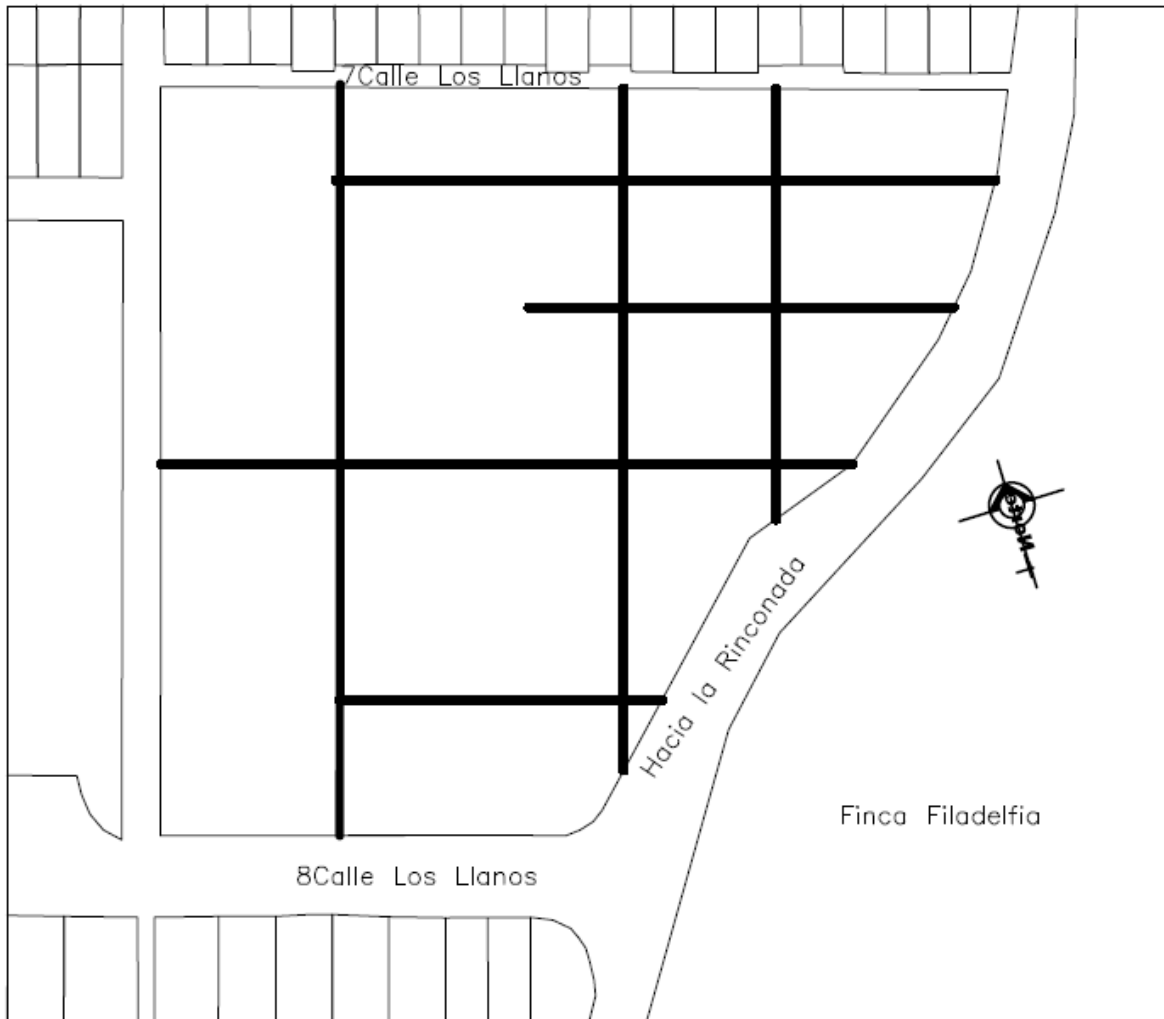 7Calle Los Llanos
Hacia la Rinconada
Finca Filadelfia
8Calle Los Llanos